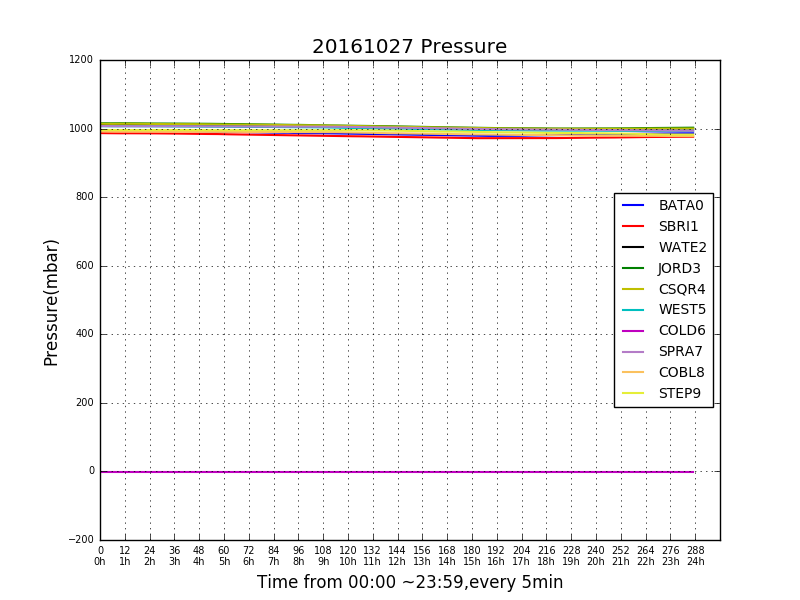 20161027 Pressure
1200
1000
800
600
400
200
0
−200
Pressure(mbar)
BATA0
SBRI1
WATE2
JORD3
CSQR4
WEST5
COLD6
SPRA7
COBL8
STEP9
0 12 24 36 48 60 72 84 96 108 120 132 144 156 168 180 192 204 216 228 240 252 264 276 288
0h 1h 2h 3h 4h 5h 6h 7h 8h 9h 10h 11h 12h 13h 14h 15h 16h 17h 18h 19h 20h 21h 22h 23h 24h
Time from 00:00 ~23:59,every 5min